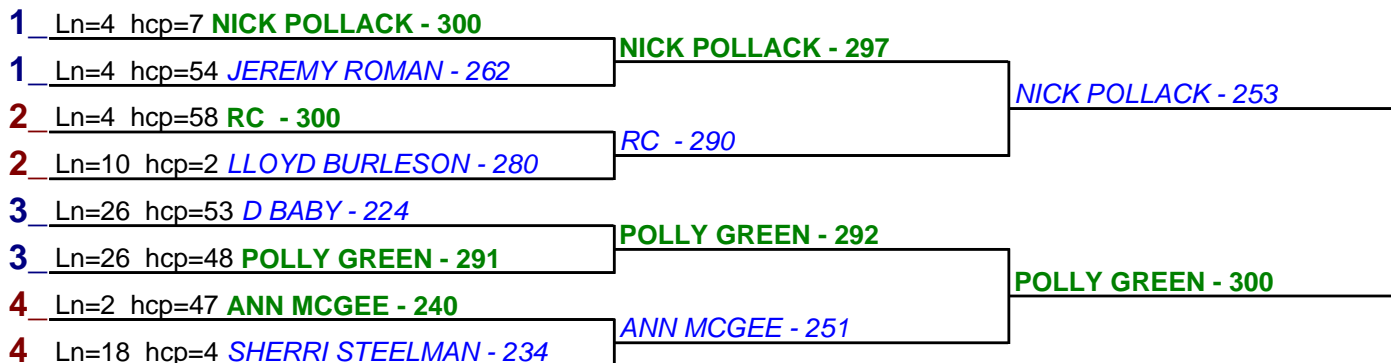 1_ Ln=4 hcp=7 NICK POLLACK - 300
NICK POLLACK - 297
1_ Ln=4 hcp=54 JEREMY ROMAN - 262
NICK POLLACK - 253
2_ Ln=4 hcp=58 RC - 300
RC - 290
2_ Ln=10 hcp=2 LLOYD BURLESON - 280
3_ Ln=26 hcp=53 D BABY - 224
POLLY GREEN - 292
3_ Ln=26 hcp=48 POLLY GREEN - 291
POLLY GREEN - 300
4_ Ln=2 hcp=47 ANN MCGEE - 240
ANN MCGEE - 251
4 Ln=18 hcp=4 SHERRI STEELMAN - 234